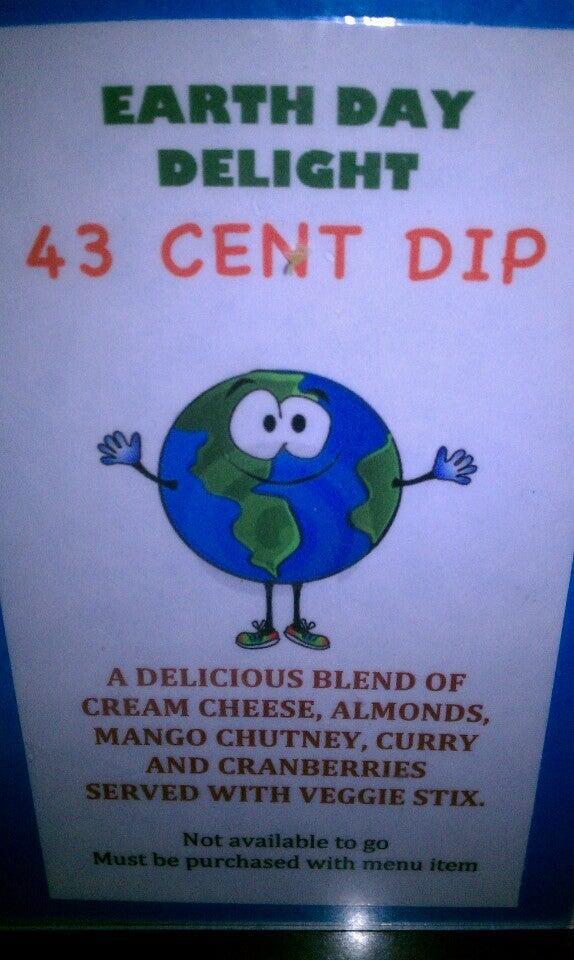 EARTH DAY
DELIGHT
43 CENT DIP
A DELICIOUS BLEND OF
CREAM CHEESE, ALMONDS,
MANGO CHUTNEY, CURRY
AND CRANBERRIES
SERVED WITH VEGGIE STIX.
Not available to go
Must be purchased with menu item